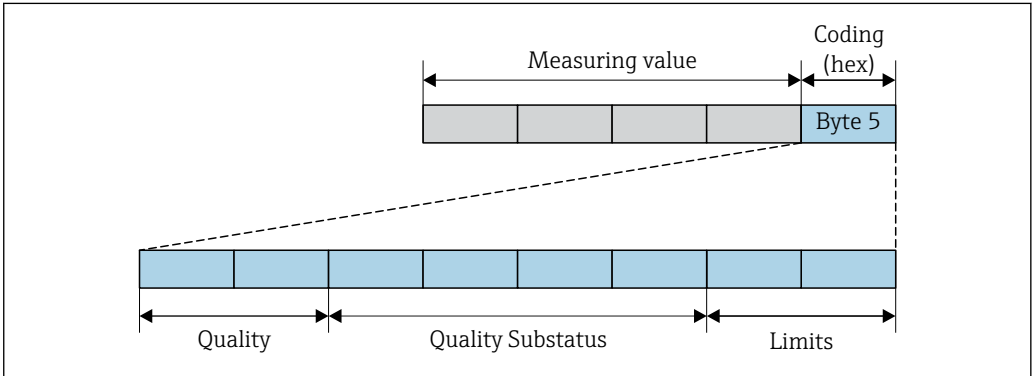 Coding
Measuring value
(hex)
Byte 5
Quality
Quality Substatus
Limits